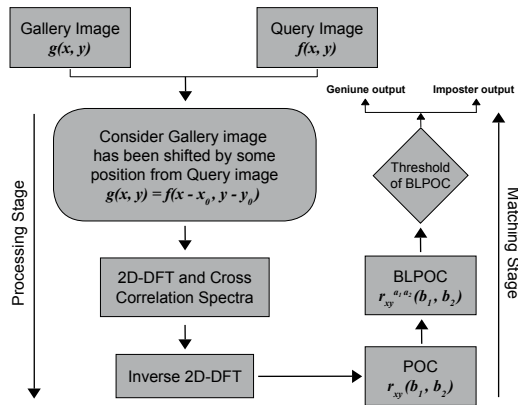 Gallery Image
g(x, y)
Query Image
f(x, y)
Geniune output
Imposter output
Consider Gallery image
has been shifted by some
position from Query image
g(x, y) = f(x - x₀, y - y₀)
Threshold
of BLPOC
Processing Stage
Matching Stage
2D-DFT and Cross
Correlation Spectra
BLPOC
r_xy^a₁ a₂(b₁, b₂)
Inverse 2D-DFT
POC
r_xy(b₁, b₂)